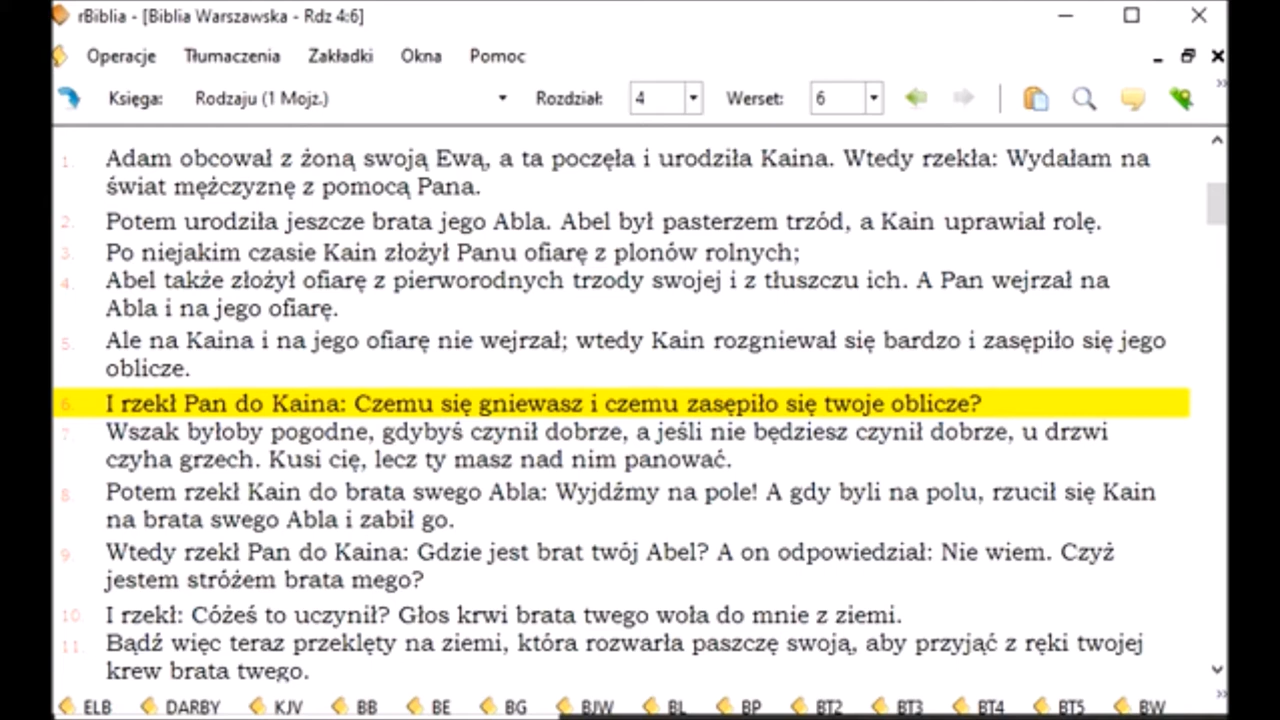 rBiblia - [Biblia Warszawska - Rdz 4:6]
Operacje Tłumaczenia Zakładki Okna Pomoc
Księga: Rodzaju (1 Mojz.) Rozdział: 4 Werset: 6
1. Adam obcował z żoną swoją Ewą, a ta poczęła i urodziła Kaina. Wtedy rzekła: Wydałam na
świat mężczyznę z pomocą Pana.
2. Potem urodziła jeszcze brata jego Abla. Abel był pasterzem trzód, a Kain uprawiał rolę.
3. Po niejakim czasie Kain złożył Panu ofiarę z plonów rolnych;
4. Abel także złożył ofiarę z pierworodnych trzody swojej i z tłuszczu ich. A Pan wejrzał na
Abla i na jego ofiarę.
5. Ale na Kaina i na jego ofiarę nie wejrzał; wtedy Kain rozgniewał się bardzo i zasępiło się jego
oblicze.
6. I rzekł Pan do Kaina: Czemu się gniewasz i czemu zasępiło się twoje oblicze?
7. Wszak byłoby pogodne, gdybyś czynił dobrze, a jeśli nie będziesz czynił dobrze, u drzwi
czyha grzech. Kusi cię, lecz ty masz nad nim panować.
8. Potem rzekł Kain do brata swego Abla: Wyjdźmy na pole! A gdy byli na polu, rzucił się Kain
na brata swego Abla i zabił go.
9. Wtedy rzekł Pan do Kaina: Gdzie jest brat twój Abel? A on odpowiedział: Nie wiem. Czyż
jestem stróżem brata mego?
10. I rzekł: Cóżeś to uczynił? Głos krwi brata twego woła do mnie z ziemi.
11. Bądź więc teraz przeklęty na ziemi, która rozwarła paszczę swoją, aby przyjąć z ręki twojej
krew brata twego.
ELB DARBY KJV BB BE BG BJW BL BP BT2 BT3 BT4 BT5 BW